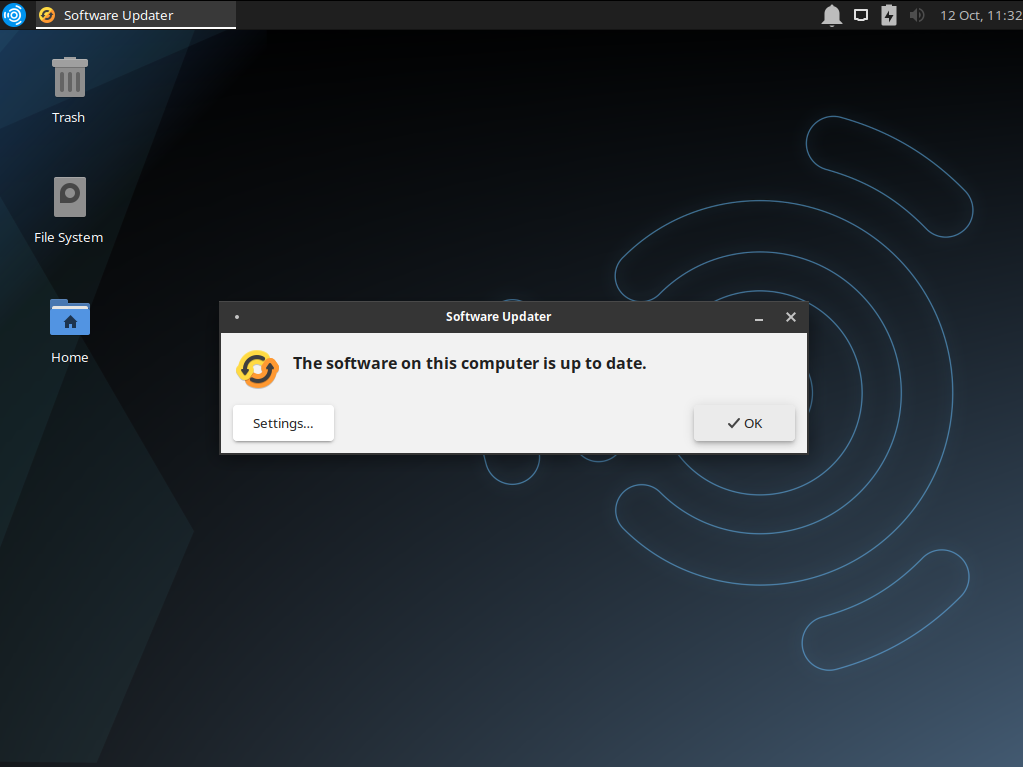 Software Updater
12 Oct, 11:32
Trash
File System
Home
Software Updater
The software on this computer is up to date.
Settings...
OK